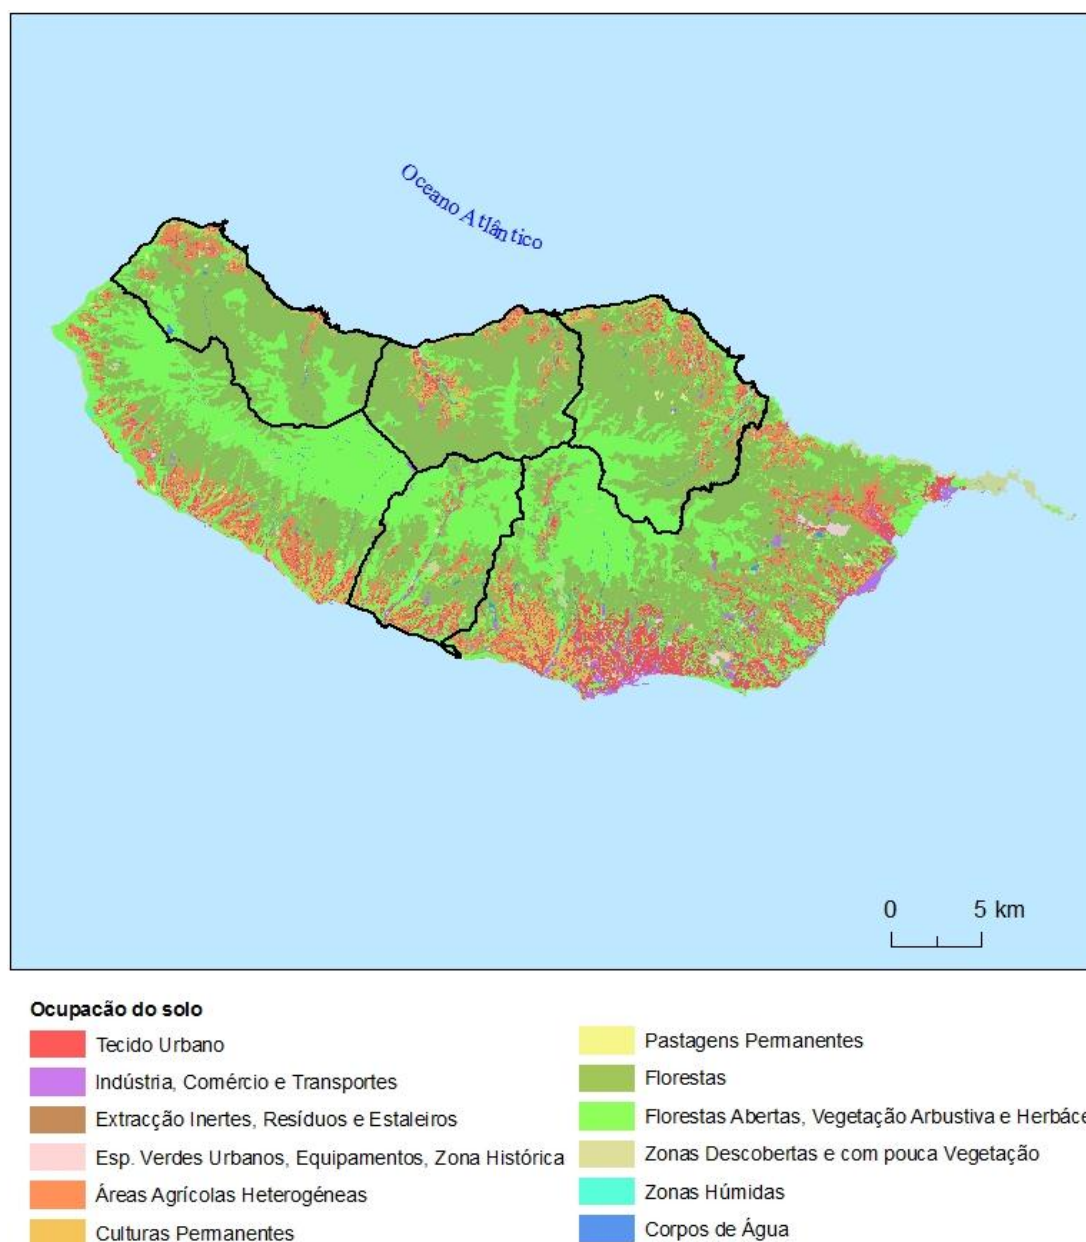 Oceano Atlântico
0 5 km
Ocupacão do solo
Tecido Urbano
Indústria, Comércio e Transportes
Extracção Inertes, Resíduos e Estaleiros
Esp. Verdes Urbanos, Equipamentos, Zona Histórica
Áreas Agrícolas Heterogéneas
Culturas Permanentes
Pastagens Permanentes
Florestas
Florestas Abertas, Vegetação Arbustiva e Herbáce
Zonas Descobertas e com pouca Vegetação
Zonas Húmidas
Corpos de Água